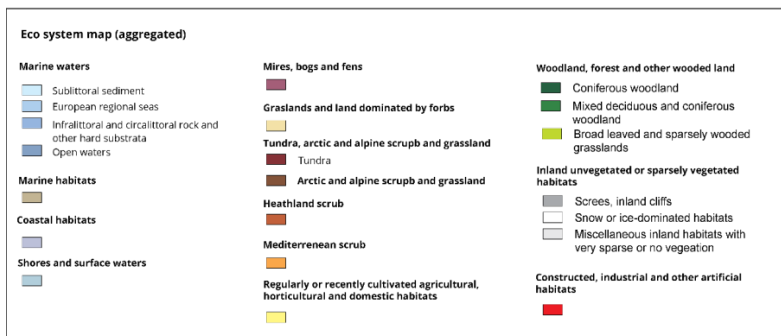 Eco system map (aggregated)
Marine waters
Sublittoral sediment
European regional seas
Infralittoral and circalittoral rock and
other hard substrata
Open waters
Marine habitats
Coastal habitats
Shores and surface waters
Mires, bogs and fens
Graslands and land dominated by forbs
Tundra, arctic and alpine scrupb and grassland
Tundra
Arctic and alpine scrupb and grassland
Heathland scrub
Mediterrenean scrub
Regularly or recently cultivated agricultural,
horticultural and domestic habitats
Woodland, forest and other wooded land
Coniferous woodland
Mixed deciduous and coniferous
woodland
Broad leaved and sparsely wooded
grasslands
Inland unvegetated or sparsely vegetated
habitats
Screes, inland cliffs
Snow or ice-dominated habitats
Miscellaneous inland habitats with
very sparse or no vegeation
Constructed, industrial and other artificial
habitats